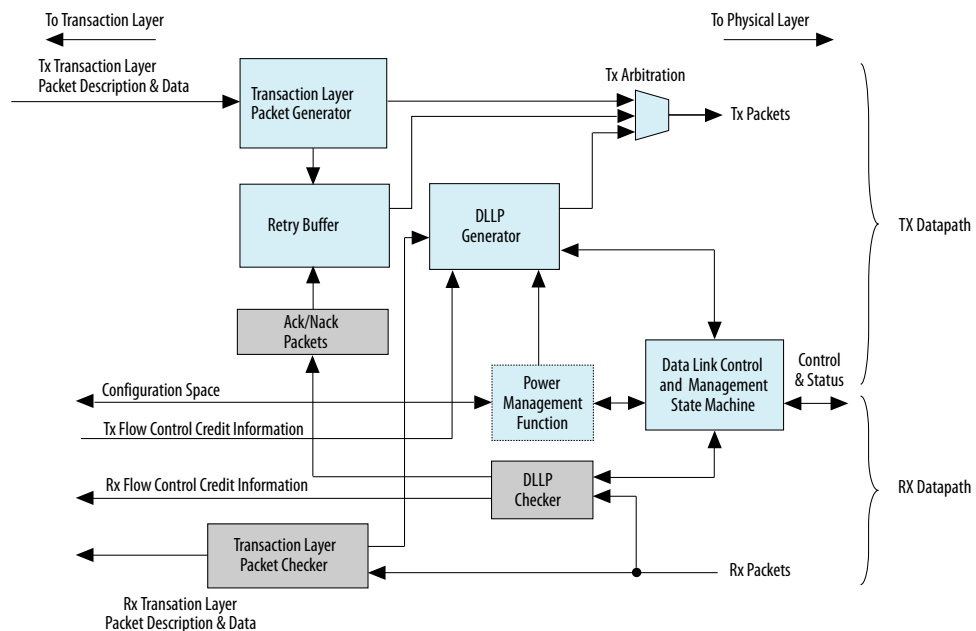 To Transaction Layer
To Physical Layer
Tx Transaction Layer
Packet Description & Data
Transaction Layer
Packet Generator
Tx Arbitration
Tx Packets
Retry Buffer
DLLP
Generator
TX Datapath
Ack/Nack
Packets
Configuration Space
Power
Management
Function
Data Link Control
and Management
State Machine
Control
& Status
Tx Flow Control Credit Information
Rx Flow Control Credit Information
DLLP
Checker
RX Datapath
Transaction Layer
Packet Checker
Rx Packets
Rx Transation Layer
Packet Description & Data